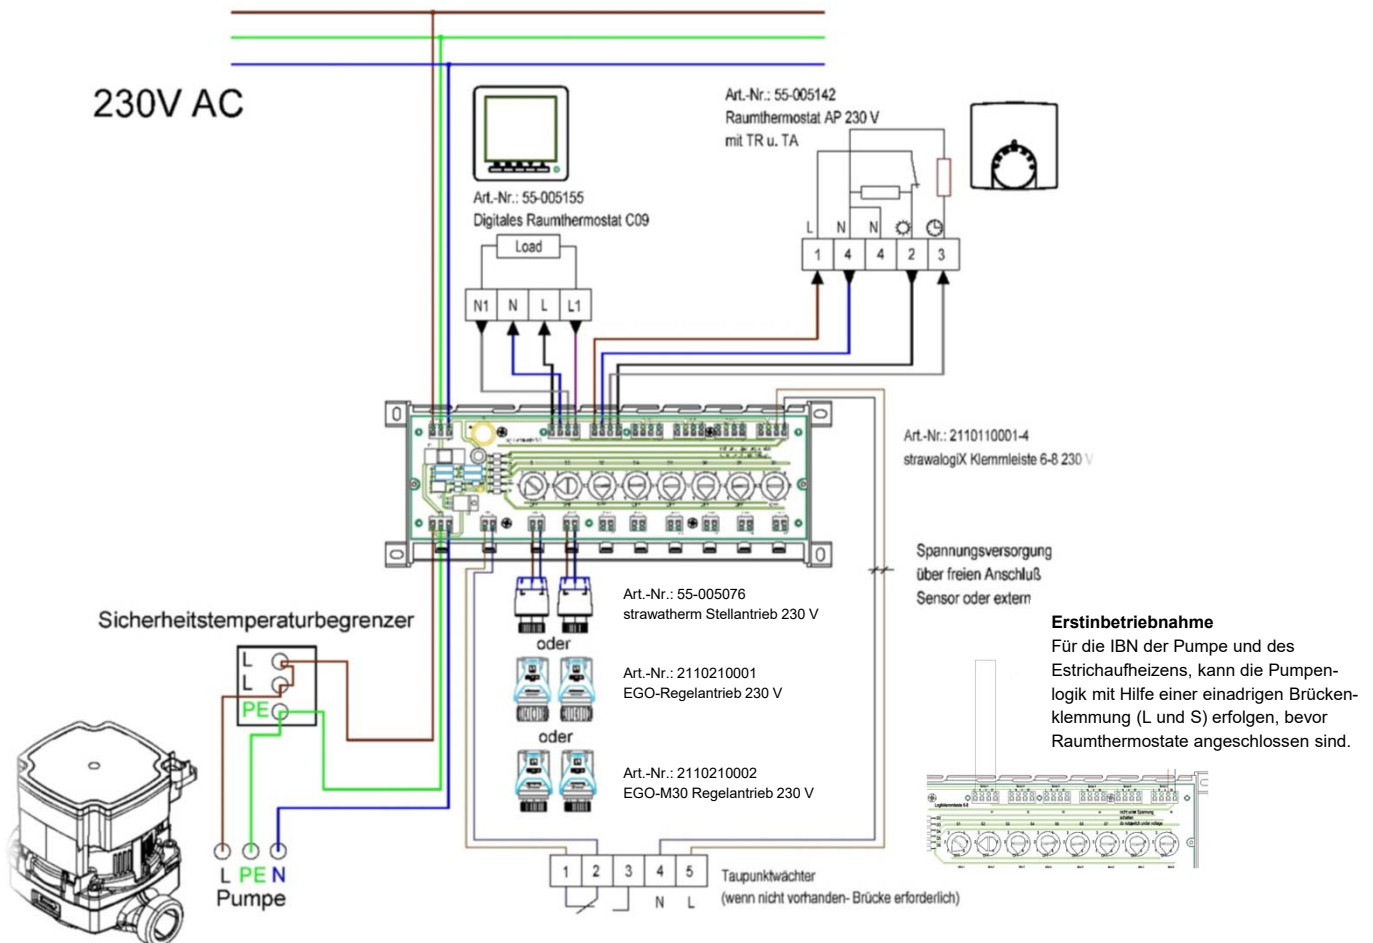 230V AC
Art.-Nr.: 55-005155
Digitales Raumthermostat C09
Load
N1 N L L1
Art.-Nr.: 55-005142
Raumthermostat AP 230 V
mit TR u. TA
L N N
1 4 4 2 3
Art.-Nr.: 2110110001-4
strawalogiX Klemmleiste 6-8 230 V
Spannungsversorgung
über freien Anschluß
Sensor oder extern
Art.-Nr.: 55-005076
strawatherm Stellantrieb 230 V
oder
Art.-Nr.: 2110210001
EGO-Regelantrieb 230 V
oder
Art.-Nr.: 2110210002
EGO-M30 Regelantrieb 230 V
Sicherheitstemperaturbegrenzer
L
L
PE
L PE N
Pumpe
Erstinbetriebnahme
Für die IBN der Pumpe und des
Estrichaufheizens, kann die Pumpen-
logik mit Hilfe einer einadrigen Brücken-
klemmung (L und S) erfolgen, bevor
Raumthermostate angeschlossen sind.
1 2 3 4 5
N L
Taupunktwächter
(wenn nicht vorhanden- Brücke erforderlich)